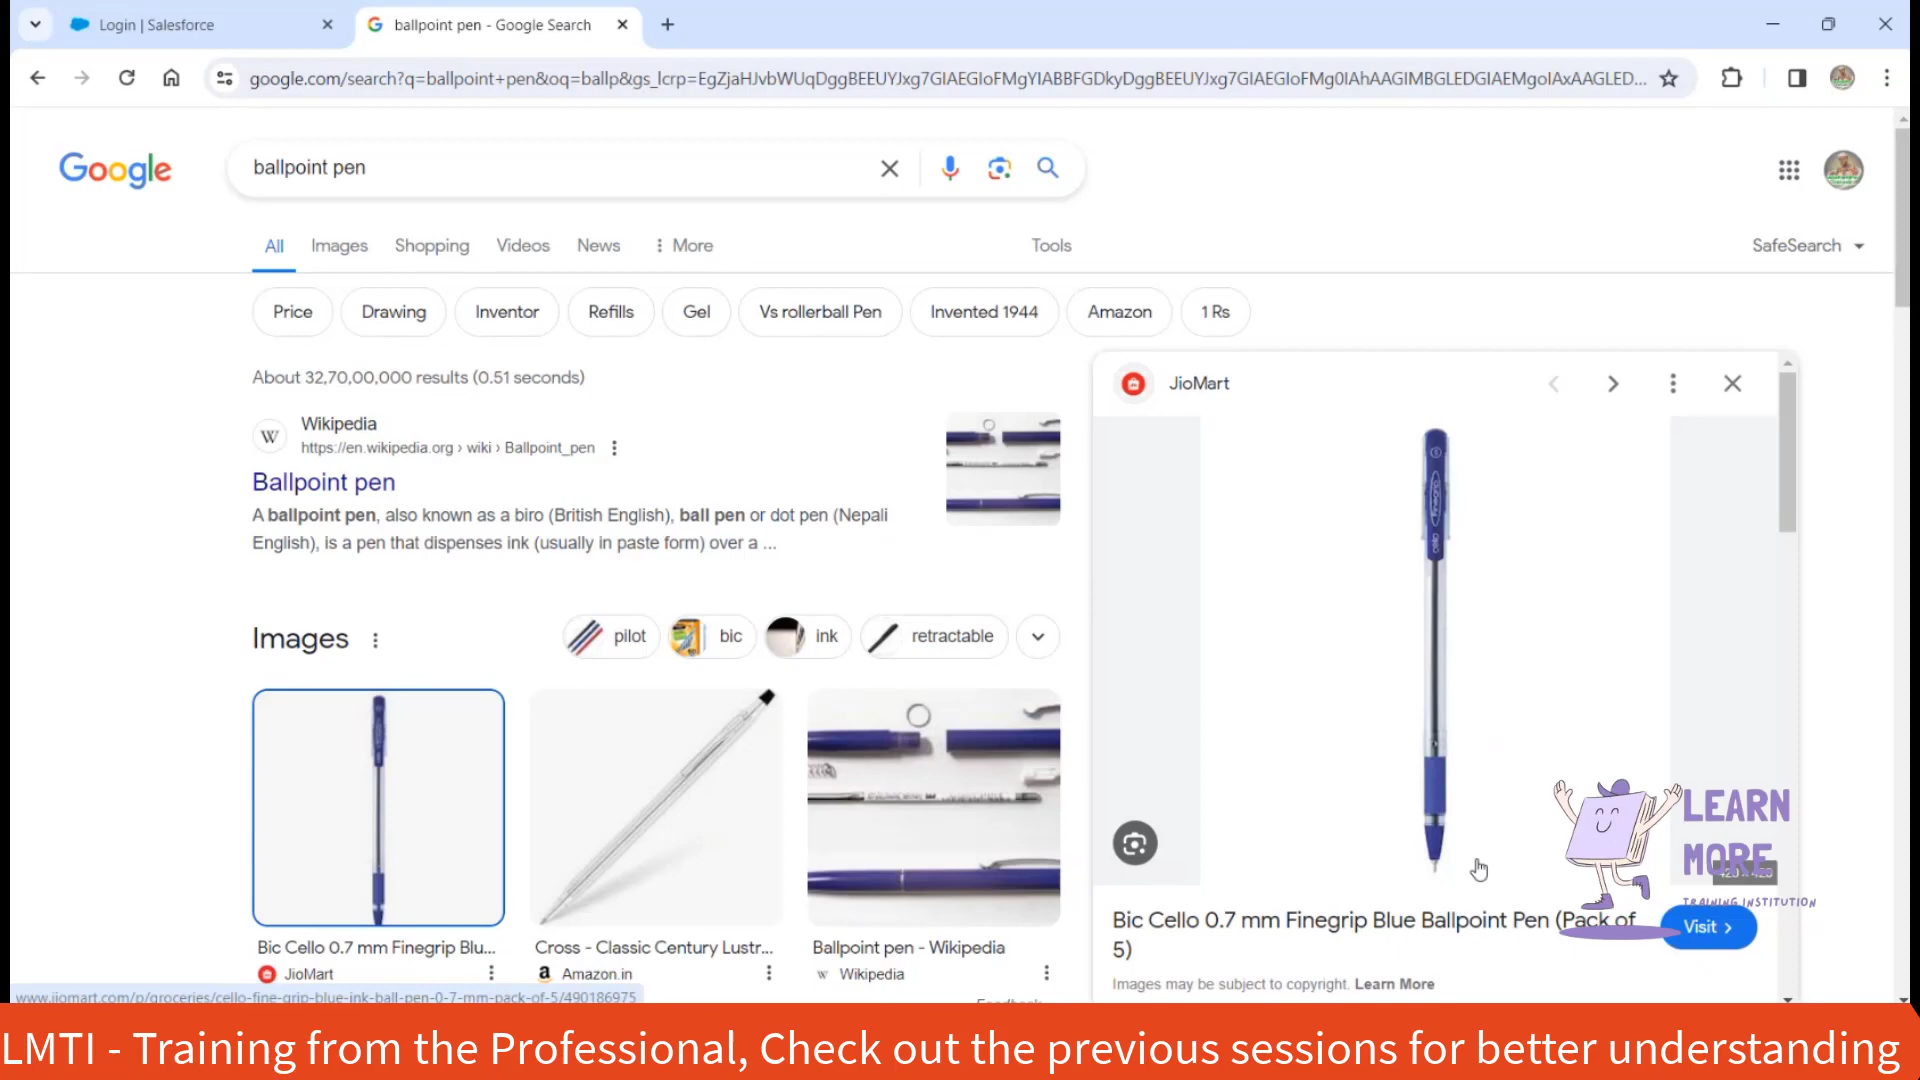 Login | Salesforce
ballpoint pen - Google Search
google.com/search?q=ballpoint+pen&oq=ballp&gs_lcrp=EgZjaHJvbWUqDggBEEUYJxg7GIAEGIoFMgYIABBFGDkyDggBEEUYJxg7GIAEGIoFMg0IAhAAGIMBGLEDGIAEMgoIAxAAGLED...
Google
ballpoint pen
All Images Shopping Videos News More Tools SafeSearch
Price Drawing Inventor Refills Gel Vs rollerball Pen Invented 1944 Amazon 1 Rs
About 32,70,00,000 results (0.51 seconds)
Wikipedia
https://en.wikipedia.org › wiki › Ballpoint_pen
Ballpoint pen
A ballpoint pen, also known as a biro (British English), ball pen or dot pen (Nepali
English), is a pen that dispenses ink (usually in paste form) over a ...
Images
pilot bic ink retractable
Bic Cello 0.7 mm Finegrip Blu...
JioMart
Cross - Classic Century Lustr...
Amazon.in
Ballpoint pen - Wikipedia
Wikipedia
JioMart
Finegrip
cello
Bic Cello 0.7 mm Finegrip Blue Ballpoint Pen (Pack of
5)
Visit
Images may be subject to copyright. Learn More
LEARN
MORE
TRAINING INSTITUTION
Feedback
www.jiomart.com/p/groceries/cello-fine-grip-blue-ink-ball-pen-0-7-mm-pack-of-5/490186975
LMTI - Training from the Professional, Check out the previous sessions for better understanding